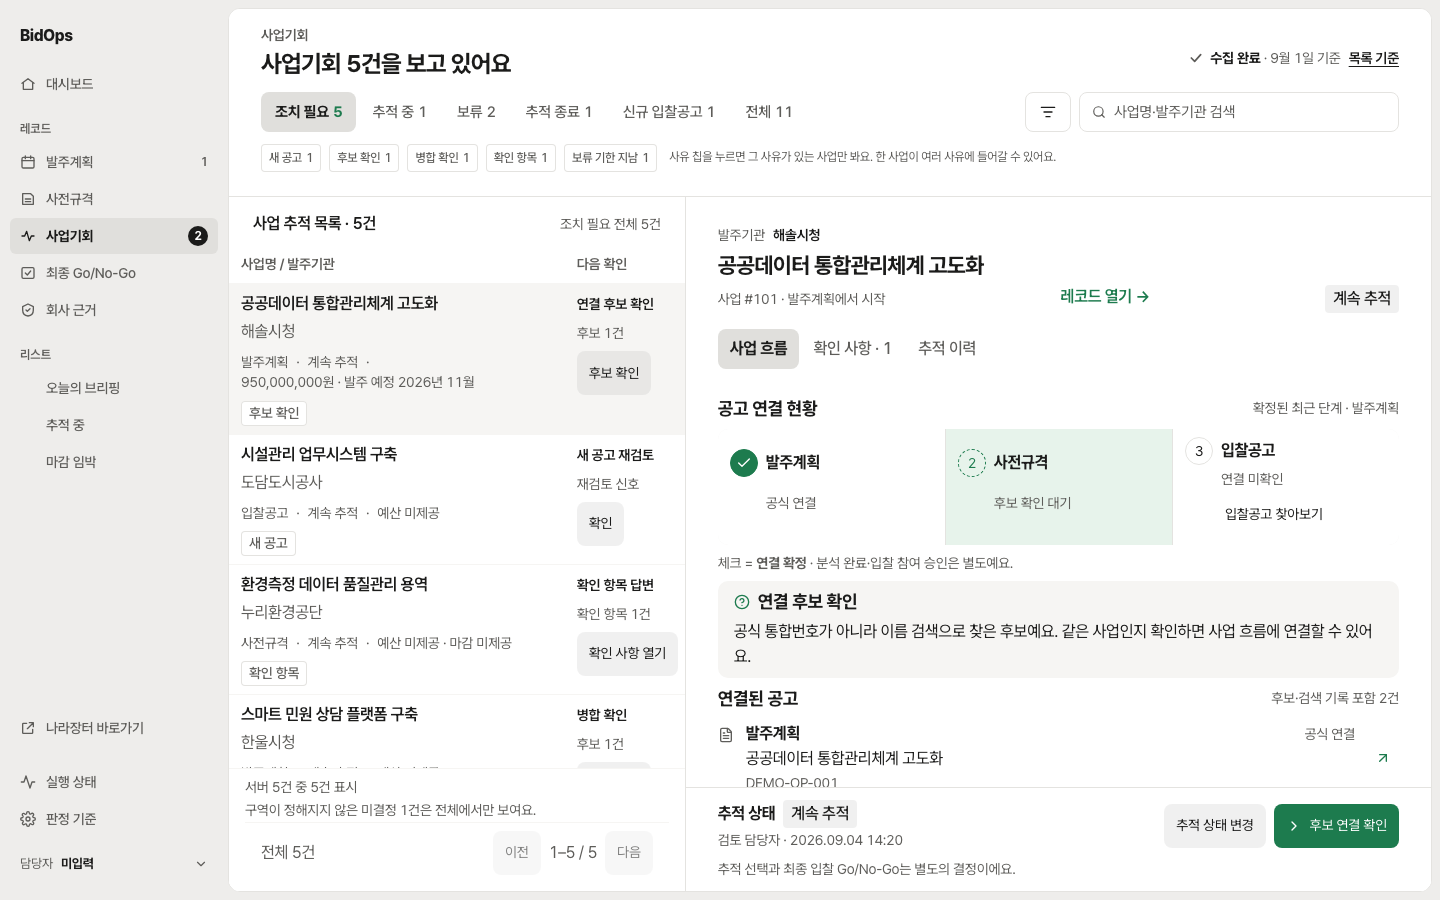 BidOps
대시보드
레코드
발주계획 1
사전규격
사업기회 2
최종 Go/No-Go
회사 근거
리스트
오늘의 브리핑
추적 중
마감 임박
나라장터 바로가기
실행 상태
판정 기준
담당자 미입력
사업기회
사업기회 5건을 보고 있어요
수집 완료 · 9월 1일 기준 목록 기준
조치 필요 5 추적 중 1 보류 2 추적 종료 1 신규 입찰공고 1 전체 11
사업명·발주기관 검색
새 공고 1 후보 확인 1 병합 확인 1 확인 항목 1 보류 기한 지남 1 사유 칩을 누르면 그 사유가 있는 사업만 봐요. 한 사업이 여러 사유에 들어갈 수 있어요.
사업 추적 목록 · 5건 조치 필요 전체 5건
사업명 / 발주기관 다음 확인
공공데이터 통합관리체계 고도화 연결 후보 확인
해솔시청 후보 1건
발주계획 · 계속 추적 ·
950,000,000원 · 발주 예정 2026년 11월
후보 확인
후보 확인
시설관리 업무시스템 구축 새 공고 재검토
도담도시공사 재검토 신호
입찰공고 · 계속 추적 · 예산 미제공
확인
새 공고
환경측정 데이터 품질관리 용역 확인 항목 답변
누리환경공단 확인 항목 1건
사전규격 · 계속 추적 · 예산 미제공 · 마감 미제공
확인 사항 열기
확인 항목
스마트 민원 상담 플랫폼 구축 병합 확인
한울시청 후보 1건
서버 5건 중 5건 표시
구역이 정해지지 않은 미결정 1건은 전체에서만 보여요.
전체 5건 이전 1–5 / 5 다음
발주기관 해솔시청
공공데이터 통합관리체계 고도화
사업 #101 · 발주계획에서 시작 레코드 열기 → 계속 추적
사업 흐름 확인 사항 · 1 추적 이력
공고 연결 현황 확정된 최근 단계 · 발주계획
발주계획
공식 연결
2 사전규격
후보 확인 대기
3 입찰공고
연결 미확인
입찰공고 찾아보기
체크 = 연결 확정 · 분석 완료·입찰 참여 승인은 별도예요.
연결 후보 확인
공식 통합번호가 아니라 이름 검색으로 찾은 후보예요. 같은 사업인지 확인하면 사업 흐름에 연결할 수 있어
요.
연결된 공고 후보·검색 기록 포함 2건
발주계획 공식 연결
공공데이터 통합관리체계 고도화
DEMO-OP-001
추적 상태 계속 추적
검토 담당자 · 2026.09.04 14:20
추적 상태 변경 후보 연결 확인
추적 선택과 최종 입찰 Go/No-Go는 별도의 결정이에요.